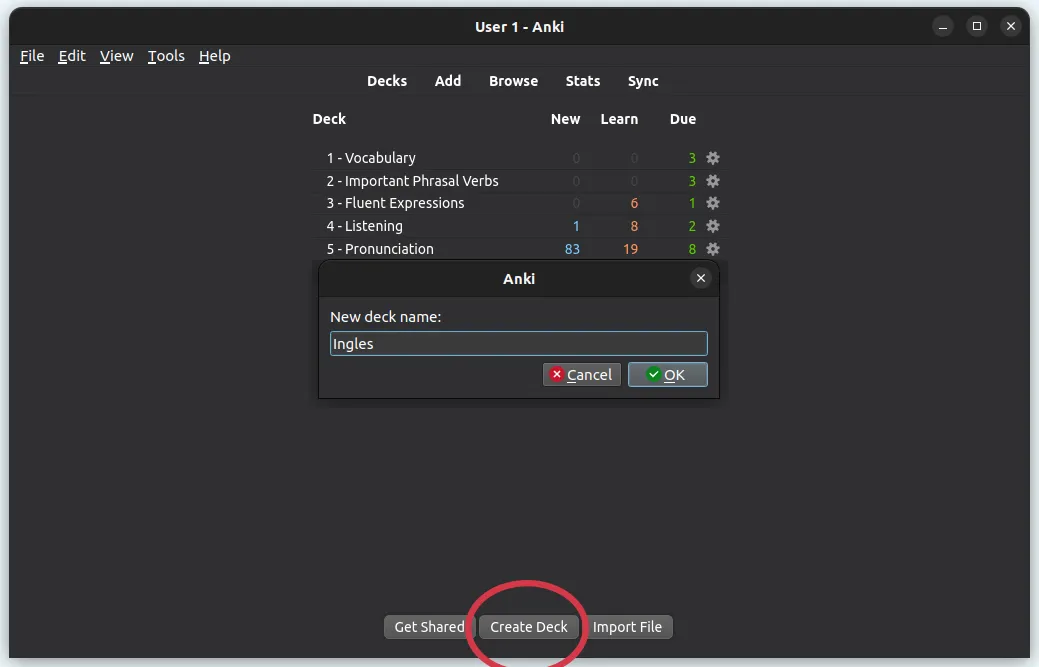 User 1 - Anki
File Edit View Tools Help
Decks Add Browse Stats Sync
Deck New Learn Due
1 - Vocabulary 0 0 3
2 - Important Phrasal Verbs 0 0 3
3 - Fluent Expressions 0 6 1
4 - Listening 1 8 2
5 - Pronunciation 83 19 8
Anki
New deck name:
Ingles
Cancel OK
Get Shared Create Deck Import File